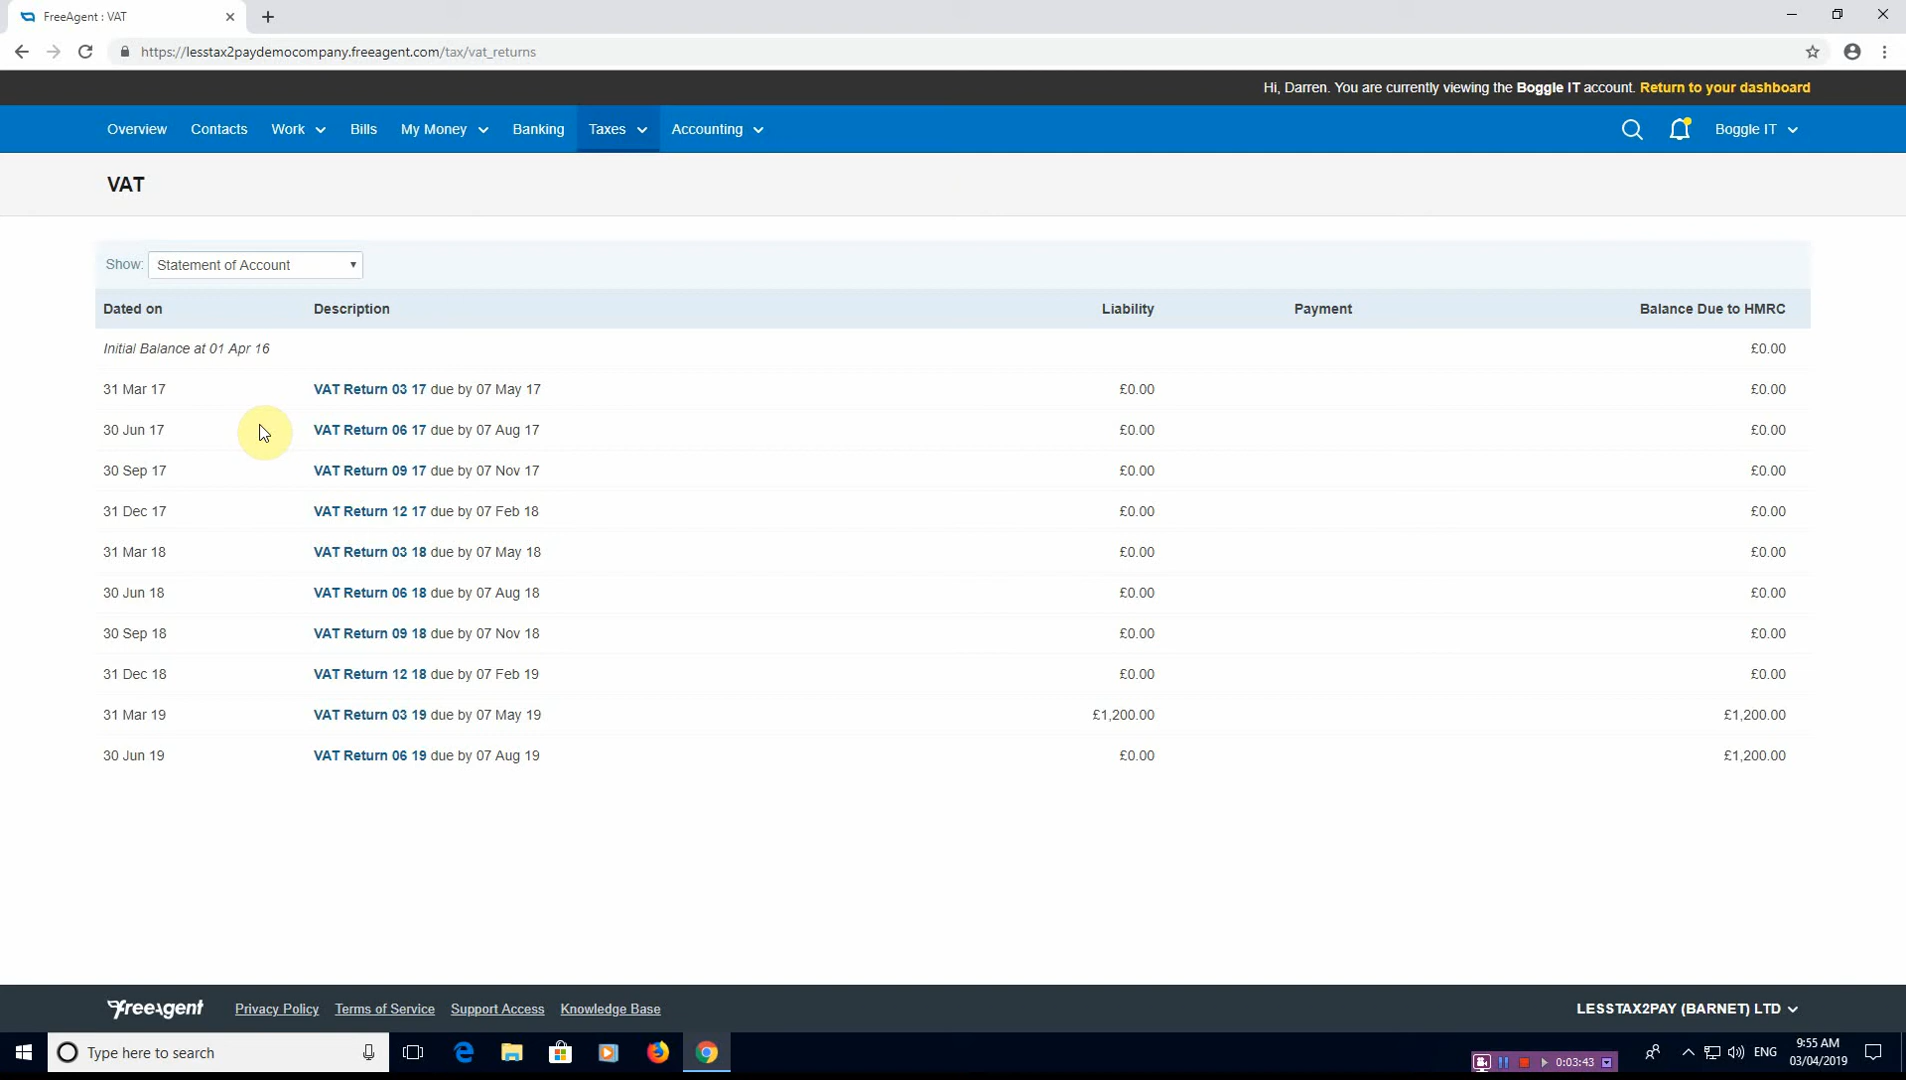 FreeAgent : VAT
https://lesstax2paydemocompany.freeagent.com/tax/vat_returns
Hi, Darren. You are currently viewing the Boggle IT account. Return to your dashboard
Overview Contacts Work Bills My Money Banking Taxes Accounting Boggle IT
VAT
Show: Statement of Account
Dated on Description Liability Payment Balance Due to HMRC
Initial Balance at 01 Apr 16 £0.00
31 Mar 17 VAT Return 03 17 due by 07 May 17 £0.00 £0.00
30 Jun 17 VAT Return 06 17 due by 07 Aug 17 £0.00 £0.00
30 Sep 17 VAT Return 09 17 due by 07 Nov 17 £0.00 £0.00
31 Dec 17 VAT Return 12 17 due by 07 Feb 18 £0.00 £0.00
31 Mar 18 VAT Return 03 18 due by 07 May 18 £0.00 £0.00
30 Jun 18 VAT Return 06 18 due by 07 Aug 18 £0.00 £0.00
30 Sep 18 VAT Return 09 18 due by 07 Nov 18 £0.00 £0.00
31 Dec 18 VAT Return 12 18 due by 07 Feb 19 £0.00 £0.00
31 Mar 19 VAT Return 03 19 due by 07 May 19 £1,200.00 £1,200.00
30 Jun 19 VAT Return 06 19 due by 07 Aug 19 £0.00 £1,200.00
freeagent Privacy Policy Terms of Service Support Access Knowledge Base LESSTAX2PAY (BARNET) LTD
Type here to search 0:03:43 ENG 9:55 AM
03/04/2019